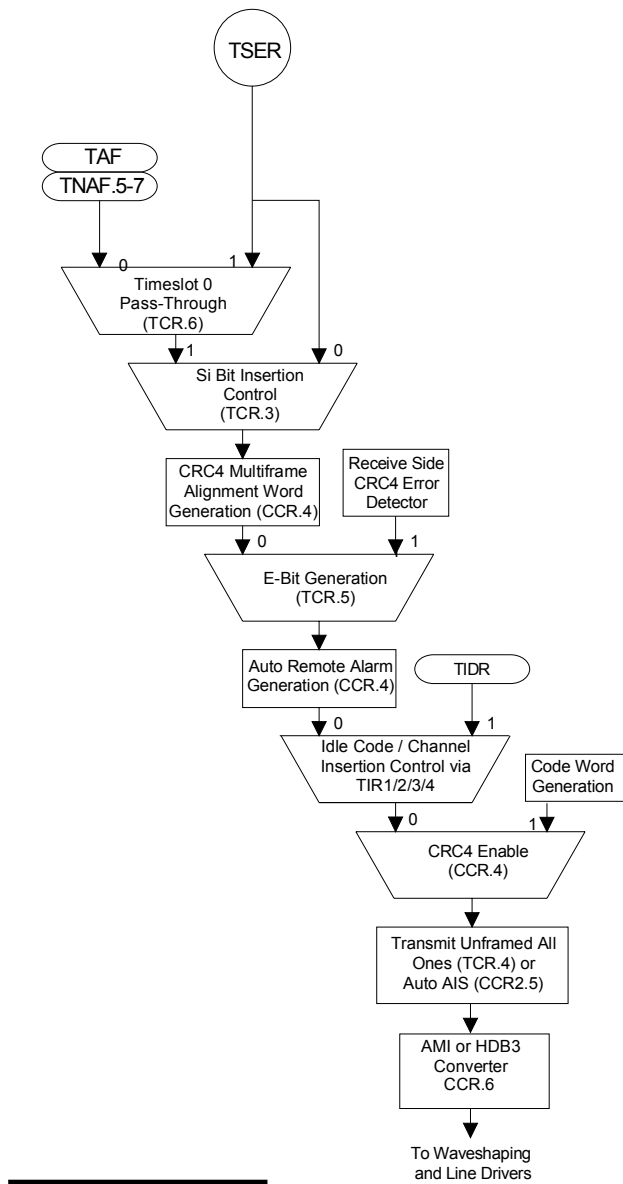 TSER
TAF
TNAF.5-7
0
1
Timeslot 0
Pass-Through
(TCR.6)
1
0
Si Bit Insertion
Control
(TCR.3)
CRC4 Multiframe
Alignment Word
Generation (CCR.4)
Receive Side
CRC4 Error
Detector
0
1
E-Bit Generation
(TCR.5)
Auto Remote Alarm
Generation (CCR.4)
TIDR
0
1
Idle Code / Channel
Insertion Control via
TIR1/2/3/4
Code Word
Generation
0
1
CRC4 Enable
(CCR.4)
Transmit Unframed All
Ones (TCR.4) or
Auto AIS (CCR2.5)
AMI or HDB3
Converter
CCR.6
To Waveshaping
and Line Drivers